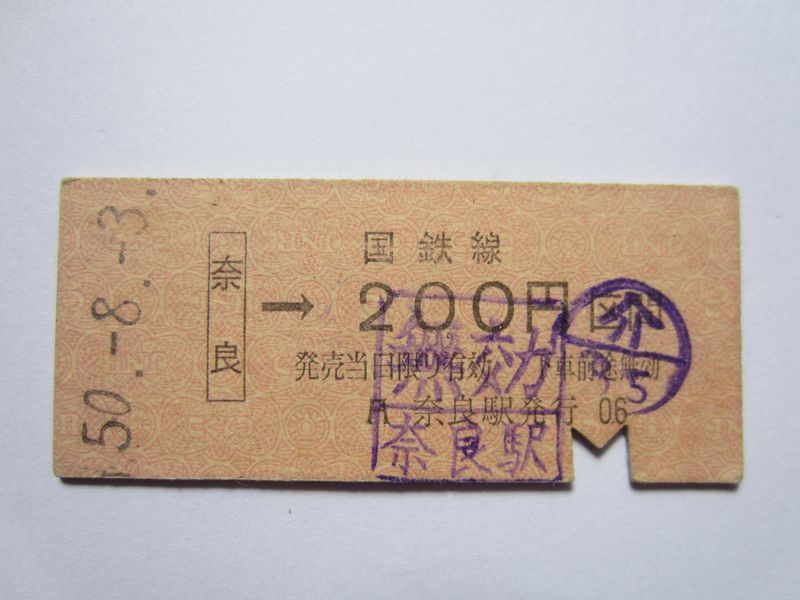 50.-8.-3.
奈良
国鉄線
→ 200円 区間
発売当日限り有効 下車前途無効
奈良駅発行 06
無効
奈良駅
5